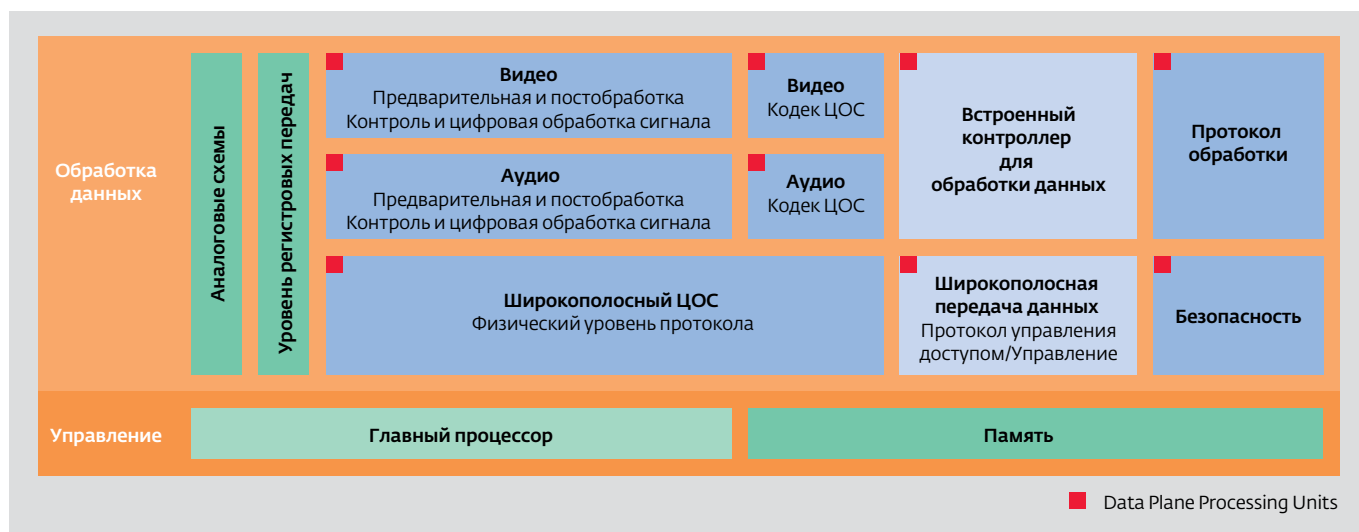 Обработка
данных
Аналоговые схемы
Уровень регистровых передач
Видео
Предварительная и постобработка
Контроль и цифровая обработка сигнала
Видео
Кодек ЦОС
Встроенный
контроллер
для
обработки данных
Протокол
обработки
Аудио
Предварительная и постобработка
Контроль и цифровая обработка сигнала
Аудио
Кодек ЦОС
Широкополосный ЦОС
Физический уровень протокола
Широкополосная
передача данных
Протокол управления
доступом/Управление
Безопасность
Управление
Главный процессор
Память
Data Plane Processing Units